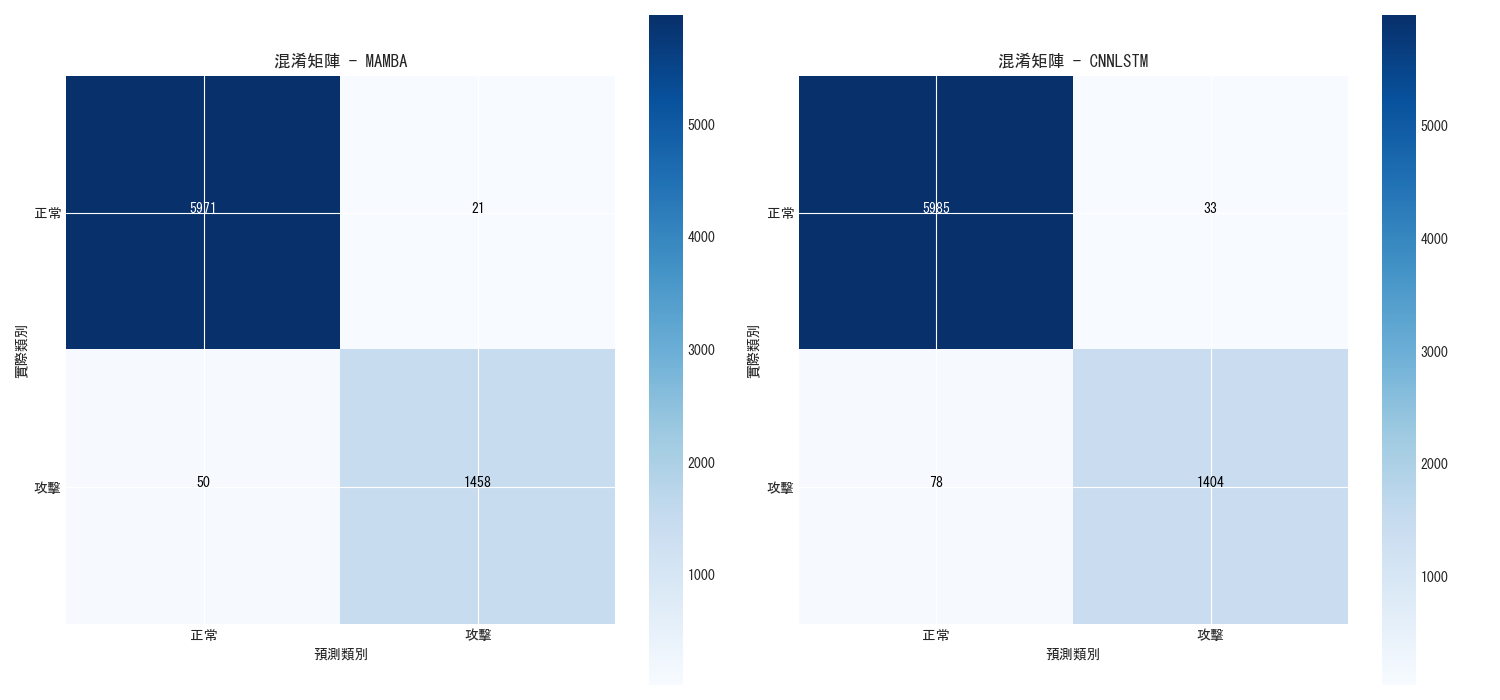 混淆矩陣 - MAMBA
正常
攻擊
實際類別
5971
21
50
1458
正常
攻擊
預測類別
5000
4000
3000
2000
1000
混淆矩陣 - CNNLSTM
正常
攻擊
實際類別
5985
33
78
1404
正常
攻擊
預測類別
5000
4000
3000
2000
1000